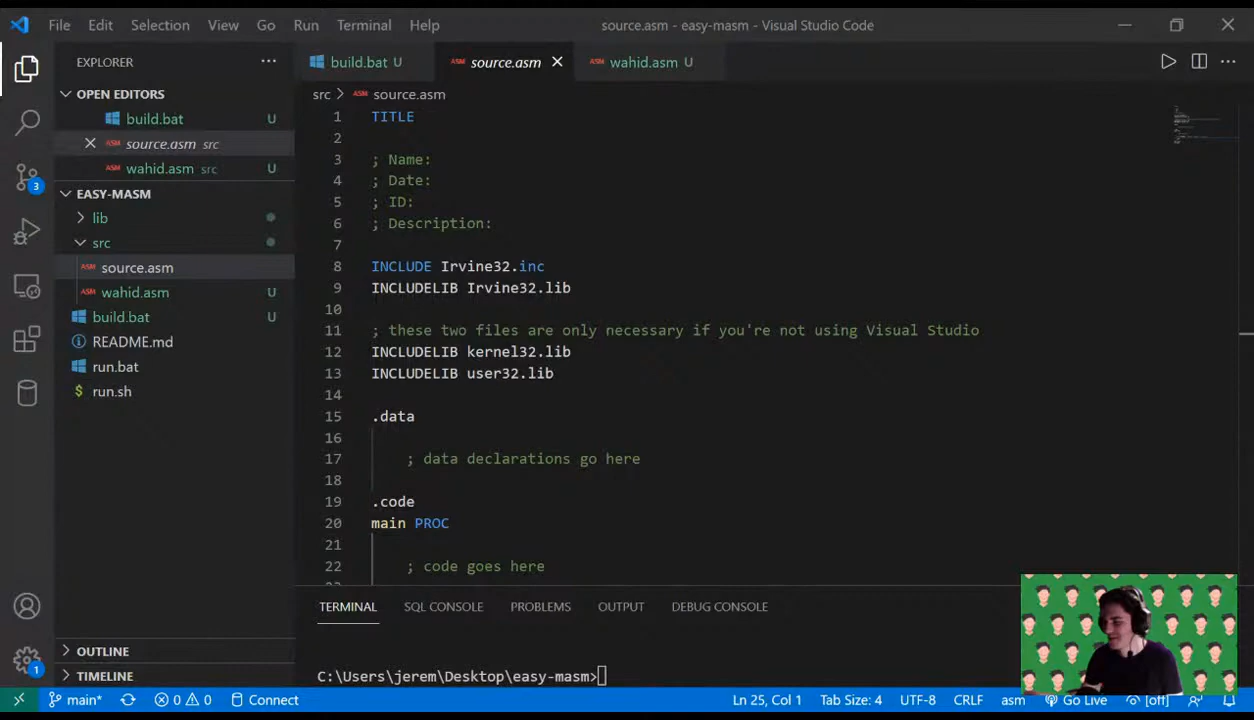 File Edit Selection View Go Run Terminal Help source.asm - easy-masm - Visual Studio Code
EXPLORER
OPEN EDITORS
build.bat U
source.asm src
wahid.asm src U
EASY-MASM
lib
src
source.asm
wahid.asm U
build.bat U
README.md
run.bat
run.sh
OUTLINE
TIMELINE
3
1
build.bat U source.asm wahid.asm U
src > source.asm
1 TITLE
2
3 ; Name:
4 ; Date:
5 ; ID:
6 ; Description:
7
8 INCLUDE Irvine32.inc
9 INCLUDELIB Irvine32.lib
10
11 ; these two files are only necessary if you're not using Visual Studio
12 INCLUDELIB kernel32.lib
13 INCLUDELIB user32.lib
14
15 .data
16
17 ; data declarations go here
18
19 .code
20 main PROC
21
22 ; code goes here
TERMINAL SQL CONSOLE PROBLEMS OUTPUT DEBUG CONSOLE
C:\Users\jerem\Desktop\easy-masm>
main* 0 0 Connect Ln 25, Col 1 Tab Size: 4 UTF-8 CRLF asm Go Live [off]